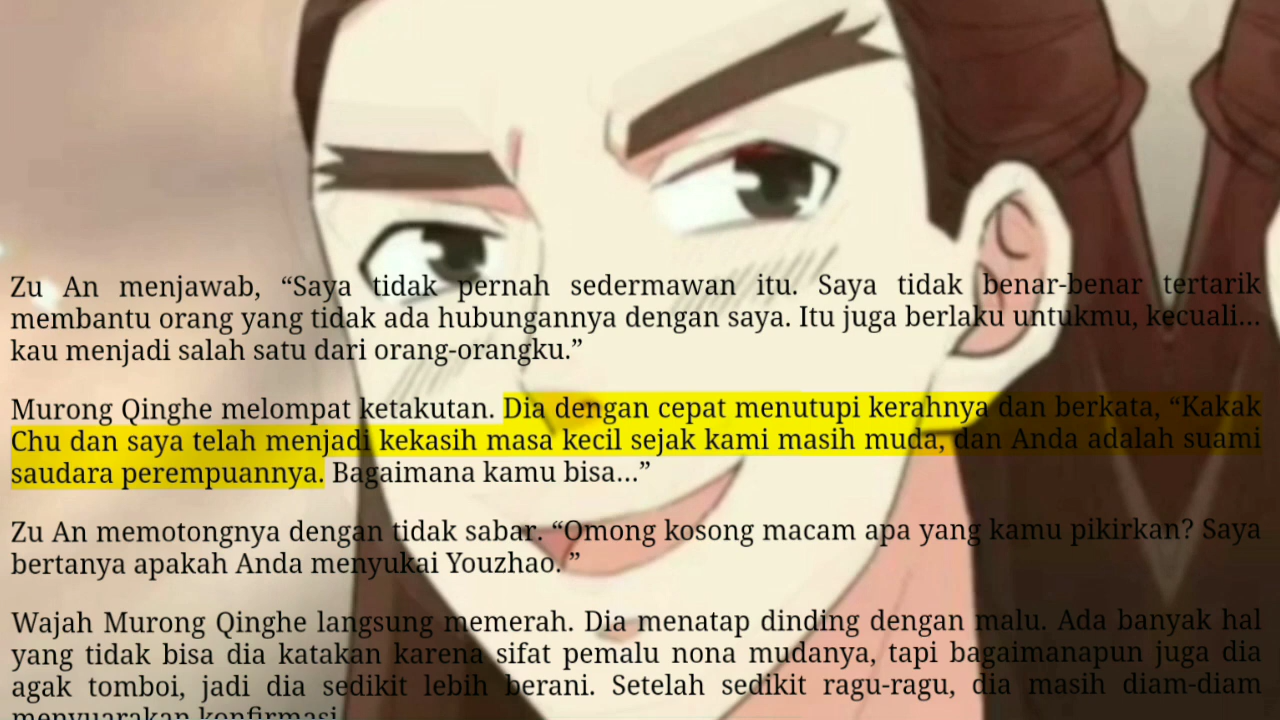 Zu An menjawab, “Saya tidak pernah sedermawan itu. Saya tidak benar-benar tertarik
membantu orang yang tidak ada hubungannya dengan saya. Itu juga berlaku untukmu, kecuali...
kau menjadi salah satu dari orang-orangku.”
Murong Qinghe melompat ketakutan. Dia dengan cepat menutupi kerahnya dan berkata, “Kakak
Chu dan saya telah menjadi kekasih masa kecil sejak kami masih muda, dan Anda adalah suami
saudara perempuannya. Bagaimana kamu bisa...”
Zu An memotongnya dengan tidak sabar. “Omong kosong macam apa yang kamu pikirkan? Saya
bertanya apakah Anda menyukai Youzhao. ”
Wajah Murong Qinghe langsung memerah. Dia menatap dinding dengan malu. Ada banyak hal
yang tidak bisa dia katakan karena sifat pemalu nona mudanya, tapi bagaimanapun juga dia
agak tomboi, jadi dia sedikit lebih berani. Setelah sedikit ragu-ragu, dia masih diam-diam
menyuarakan konfirmasi.